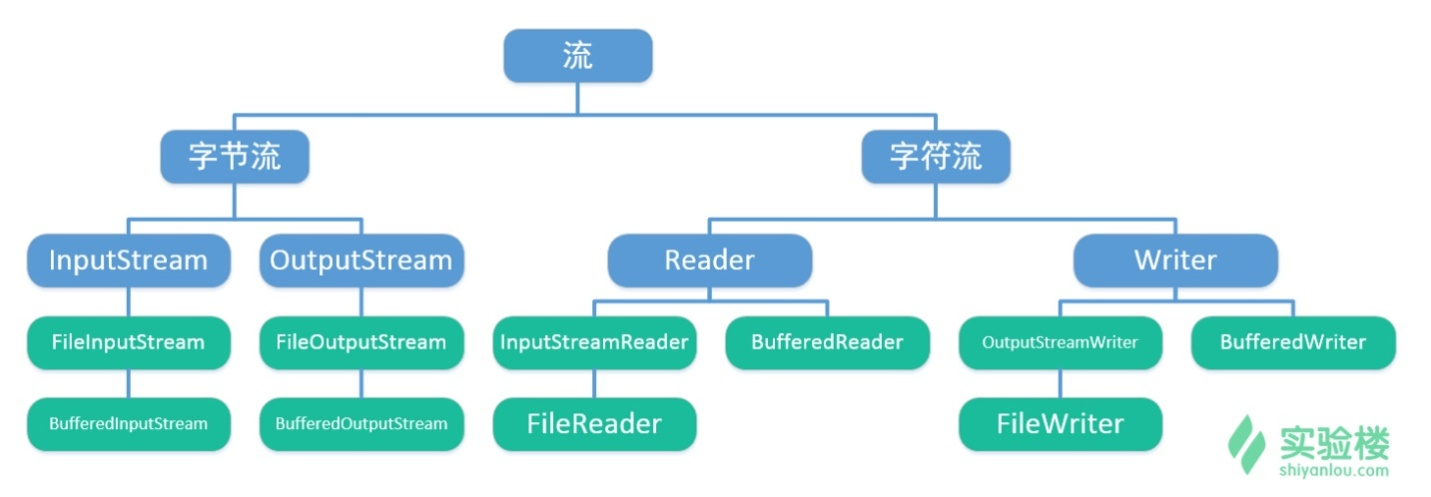 流
字节流
字符流
InputStream
OutputStream
Reader
Writer
FileInputStream
FileOutputStream
InputStreamReader
BufferedReader
OutputStreamWriter
BufferedWriter
BufferedInputStream
BufferedOutputStream
FileReader
FileWriter
实验楼
shiyanlou.com